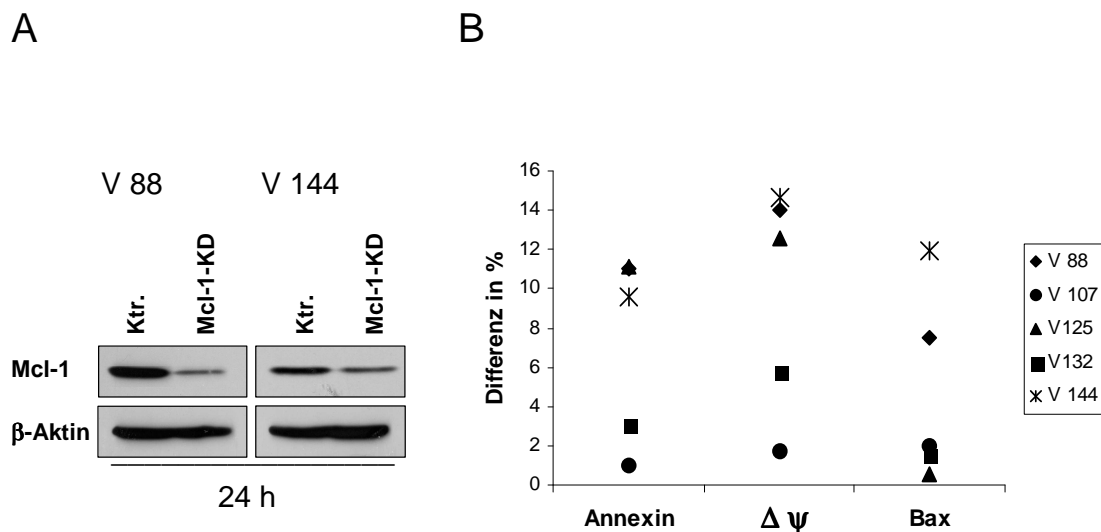 A
B
V 88
V 144
Ktr.
Mcl-1-KD
Ktr.
Mcl-1-KD
Mcl-1
β-Aktin
24 h
Differenz in %
16
14
12
10
8
6
4
2
0
Annexin
Δ ψ
Bax
V 88
V 107
V125
V132
V 144